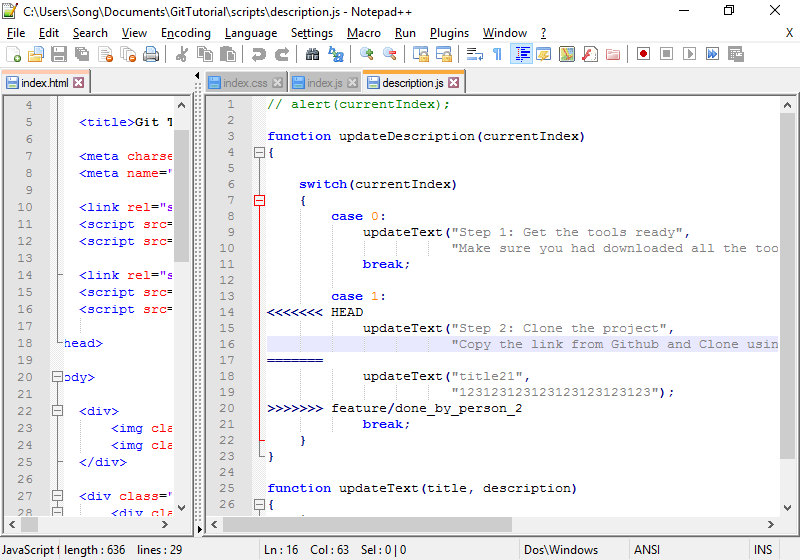 C:\Users\Song\Documents\GitTutorial\scripts\description.js - Notepad++
File Edit Search View Encoding Language Settings Macro Run Plugins Window ?
index.html
4
5 <title>Git T
6
7 <meta charse
8 <meta name="
9
10 <link rel="s
11 <script src=
12 <script src=
13
14 <link rel="s
15 <script src=
16 <script src=
17
18 head>
19
20 ody>
21
22 <div>
23 <img cla
24 <img cla
25 </div>
26
27 <div class="
28 <div cla
index.css index.js description.js
1 // alert(currentIndex);
2
3 function updateDescription(currentIndex)
4 {
5
6 switch(currentIndex)
7 {
8 case 0:
9 updateText("Step 1: Get the tools ready",
10 "Make sure you had downloaded all the too
11 break;
12
13 case 1:
14 <<<<<<< HEAD
15 updateText("Step 2: Clone the project",
16 "Copy the link from Github and Clone usin
17 =======
18 updateText("title21",
19 "123123123123123123123123");
20 >>>>>>> feature/done_by_person_2
21 break;
22 }
23 }
24
25 function updateText(title, description)
26 {
JavaScript f length : 636 lines : 29 Ln : 16 Col : 63 Sel : 0 | 0 Dos\Windows ANSI INS